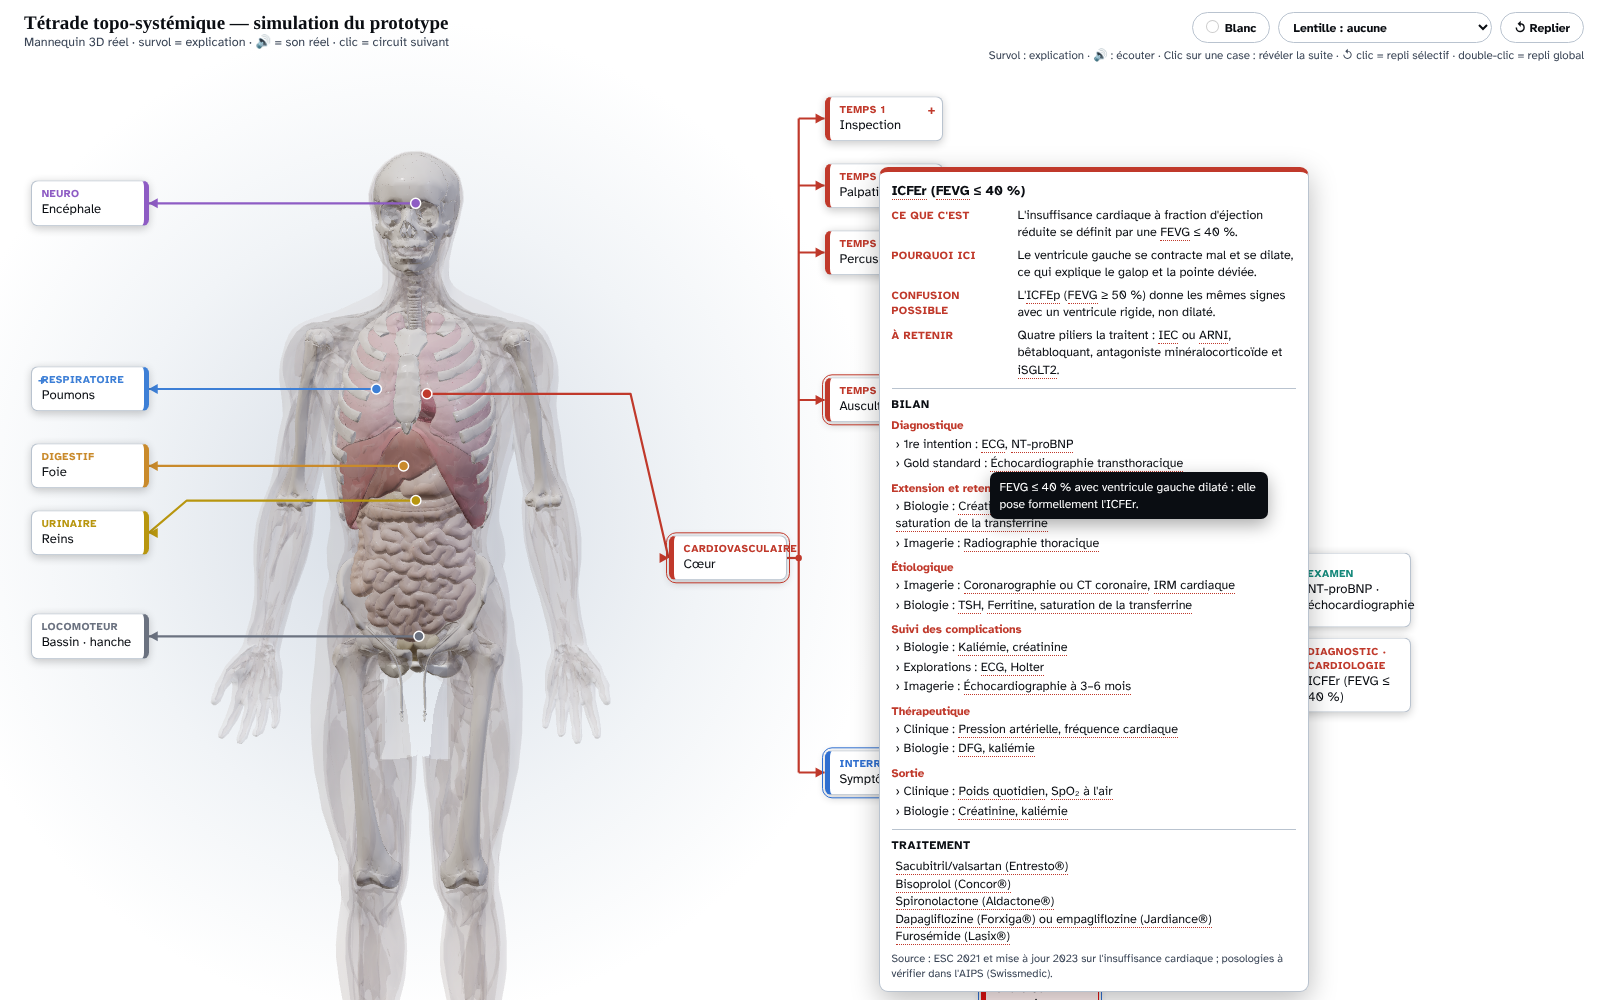 Tétrade topo-systémique — simulation du prototype
Mannequin 3D réel · survol = explication · 🔊 = son réel · clic = circuit suivant
Blanc
Lentille : aucune
↺ Replier
Survol : explication · 🔊 : écouter · Clic sur une case : révéler la suite · ↺ clic = repli sélectif · double-clic = repli global
NEURO
Encéphale
RESPIRATOIRE
Poumons
DIGESTIF
Foie
URINAIRE
Reins
LOCOMOTEUR
Bassin · hanche
CARDIOVASCULAIRE
Cœur
TEMPS 1
+
Inspection
TEMPS
Palpati
TEMPS
Percus
TEMPS
Auscult
INTERR
Sympto
ICFEr (FEVG ≤ 40 %)
CE QUE C'EST
L'insuffisance cardiaque à fraction d'éjection
réduite se définit par une FEVG ≤ 40 %.
POURQUOI ICI
Le ventricule gauche se contracte mal et se dilate,
ce qui explique le galop et la pointe déviée.
CONFUSION
POSSIBLE
L'ICFEp (FEVG ≥ 50 %) donne les mêmes signes
avec un ventricule rigide, non dilaté.
À RETENIR
Quatre piliers la traitent : IEC ou ARNI,
bêtabloquant, antagoniste minéralocorticoïde et
iSGLT2.
BILAN
Diagnostique
› 1re intention : ECG, NT-proBNP
› Gold standard : Échocardiographie transthoracique
FEVG ≤ 40 % avec ventricule gauche dilaté ; elle
pose formellement l'ICFEr.
Extension et reten
› Biologie : Créati
saturation de la transferrine
› Imagerie : Radiographie thoracique
Étiologique
› Imagerie : Coronarographie ou CT coronaire, IRM cardiaque
› Biologie : TSH, Ferritine, saturation de la transferrine
Suivi des complications
› Biologie : Kaliémie, créatinine
› Explorations : ECG, Holter
› Imagerie : Échocardiographie à 3–6 mois
Thérapeutique
› Clinique : Pression artérielle, fréquence cardiaque
› Biologie : DFG, kaliémie
Sortie
› Clinique : Poids quotidien, SpO₂ à l'air
› Biologie : Créatinine, kaliémie
TRAITEMENT
Sacubitril/valsartan (Entresto®)
Bisoprolol (Concor®)
Spironolactone (Aldactone®)
Dapagliflozine (Forxiga®) ou empagliflozine (Jardiance®)
Furosémide (Lasix®)
Source : ESC 2021 et mise à jour 2023 sur l'insuffisance cardiaque ; posologies à
vérifier dans l'AIPS (Swissmedic).
EXAMEN
NT-proBNP ·
échocardiographie
DIAGNOSTIC ·
CARDIOLOGIE
ICFEr (FEVG ≤
40 %)